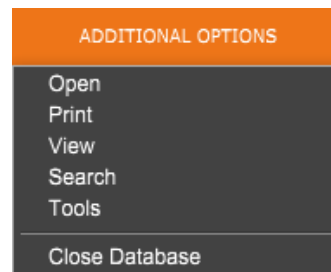 ADDITIONAL OPTIONS
Open
Print
View
Search
Tools
Close Database